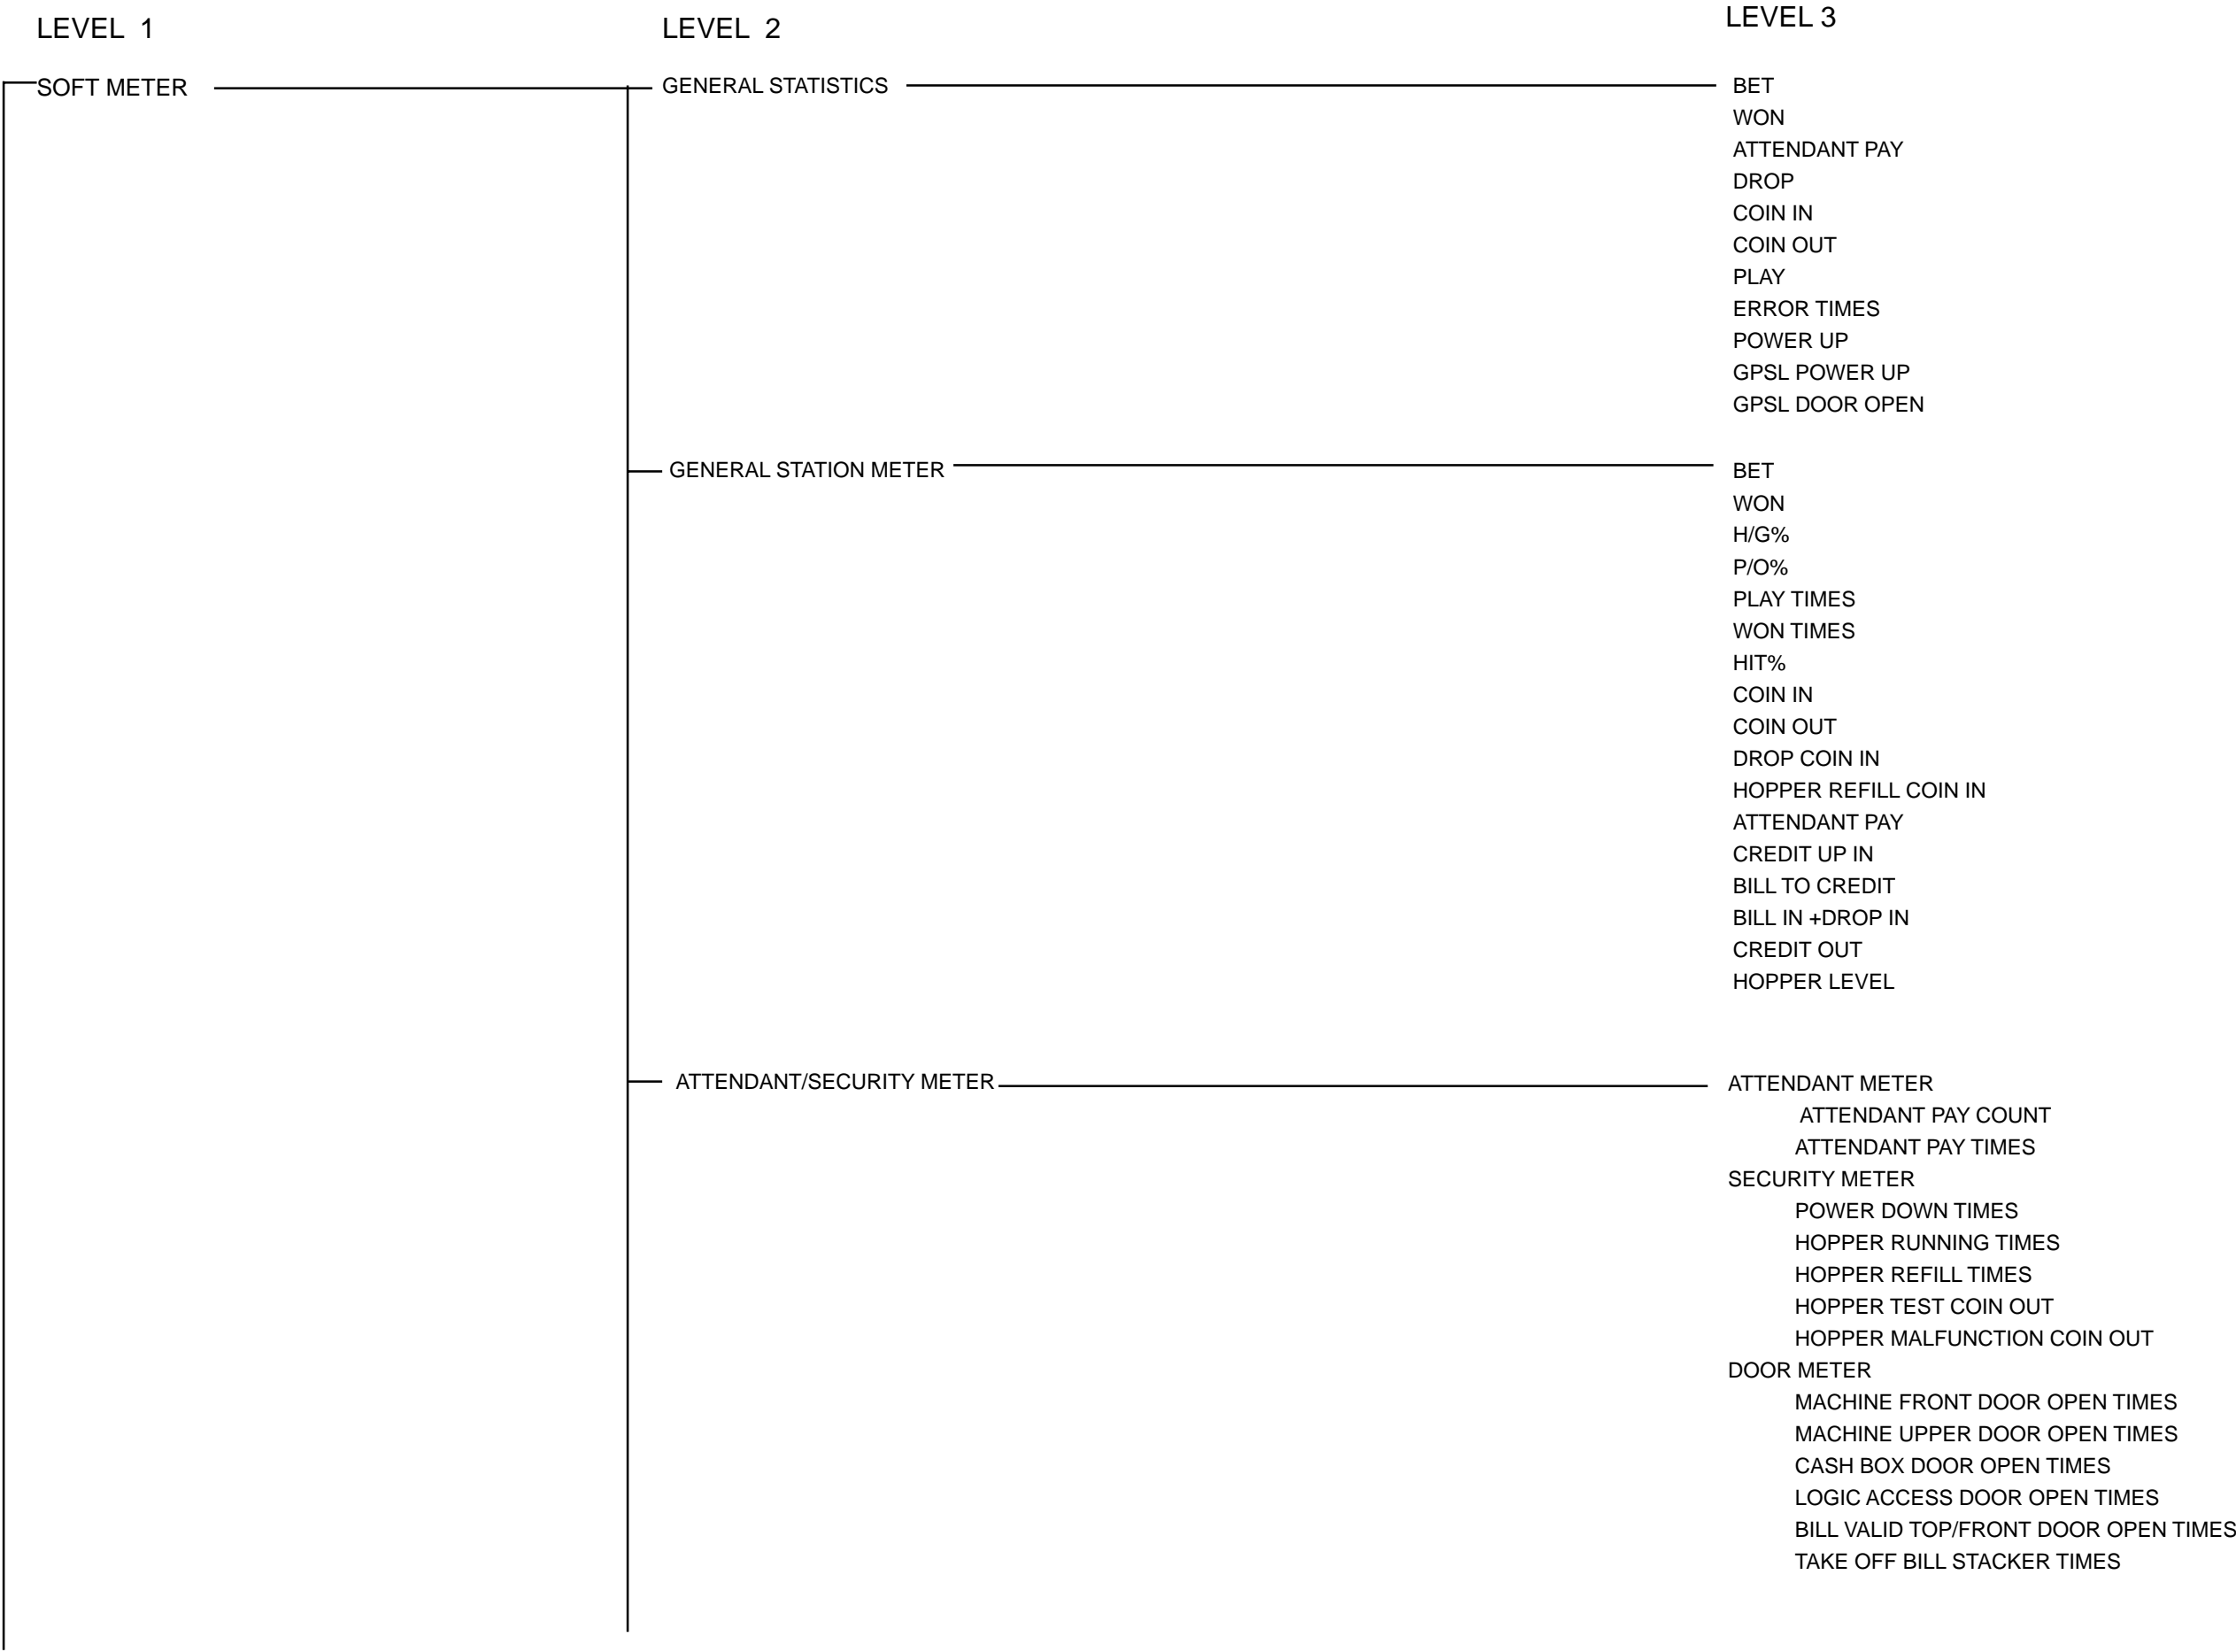 LEVEL 1
LEVEL 2
LEVEL 3
SOFT METER
GENERAL STATISTICS
BET
WON
ATTENDANT PAY
DROP
COIN IN
COIN OUT
PLAY
ERROR TIMES
POWER UP
GPSL POWER UP
GPSL DOOR OPEN
GENERAL STATION METER
BET
WON
H/G%
P/O%
PLAY TIMES
WON TIMES
HIT%
COIN IN
COIN OUT
DROP COIN IN
HOPPER REFILL COIN IN
ATTENDANT PAY
CREDIT UP IN
BILL TO CREDIT
BILL IN +DROP IN
CREDIT OUT
HOPPER LEVEL
ATTENDANT/SECURITY METER
ATTENDANT METER
ATTENDANT PAY COUNT
ATTENDANT PAY TIMES
SECURITY METER
POWER DOWN TIMES
HOPPER RUNNING TIMES
HOPPER REFILL TIMES
HOPPER TEST COIN OUT
HOPPER MALFUNCTION COIN OUT
DOOR METER
MACHINE FRONT DOOR OPEN TIMES
MACHINE UPPER DOOR OPEN TIMES
CASH BOX DOOR OPEN TIMES
LOGIC ACCESS DOOR OPEN TIMES
BILL VALID TOP/FRONT DOOR OPEN TIMES
TAKE OFF BILL STACKER TIMES